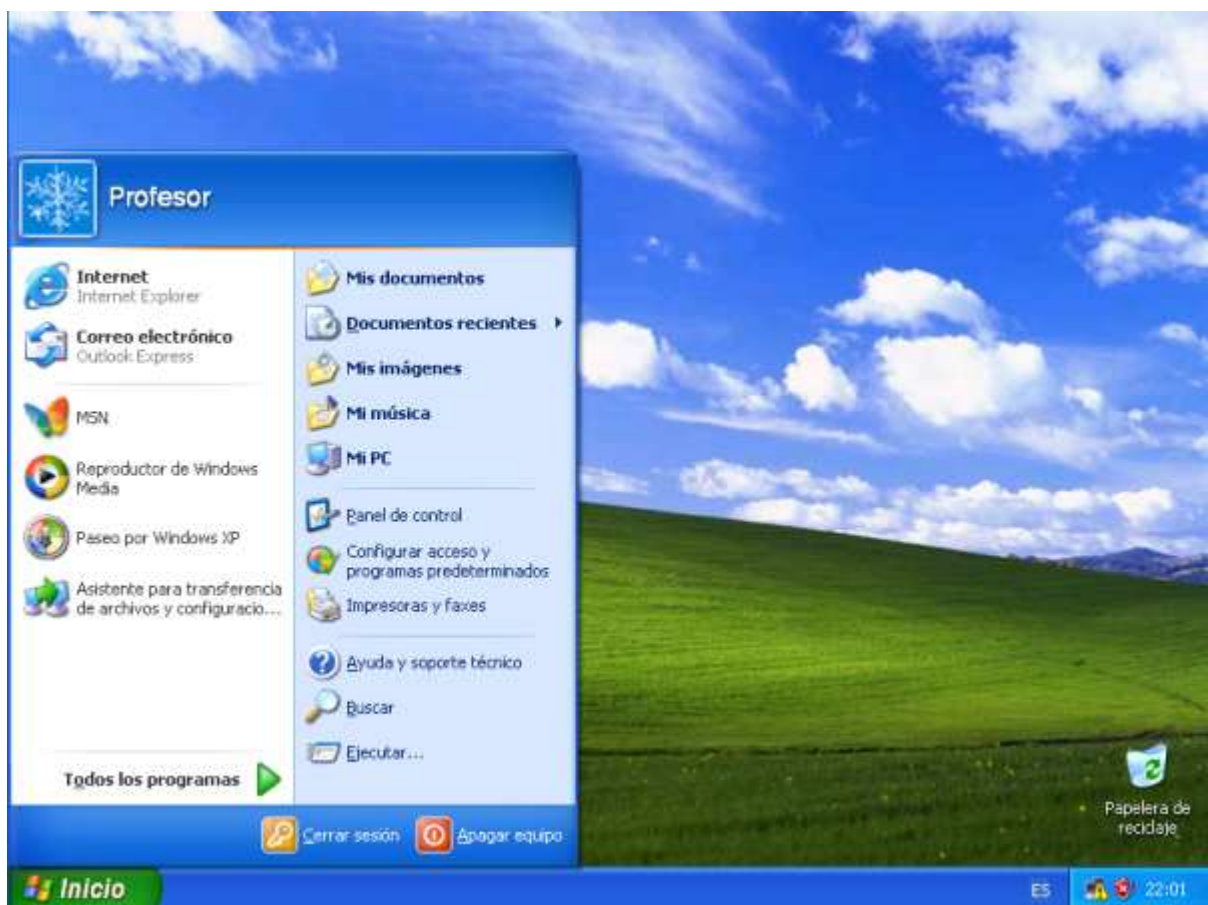 Profesor
Internet
Internet Explorer
Correo electrónico
Outlook Express
MSN
Reproductor de Windows
Media
Paseo por Windows XP
Asistente para transferencia
de archivos y configuracio...
Todos los programas
Mis documentos
Documentos recientes
Mis imágenes
Mi música
Mi PC
Panel de control
Configurar acceso y
programas predeterminados
Impresoras y faxes
Ayuda y soporte técnico
Buscar
Ejecutar...
Cerrar sesión
Apagar equipo
Papelera de
reciclaje
Inicio
ES
22:01